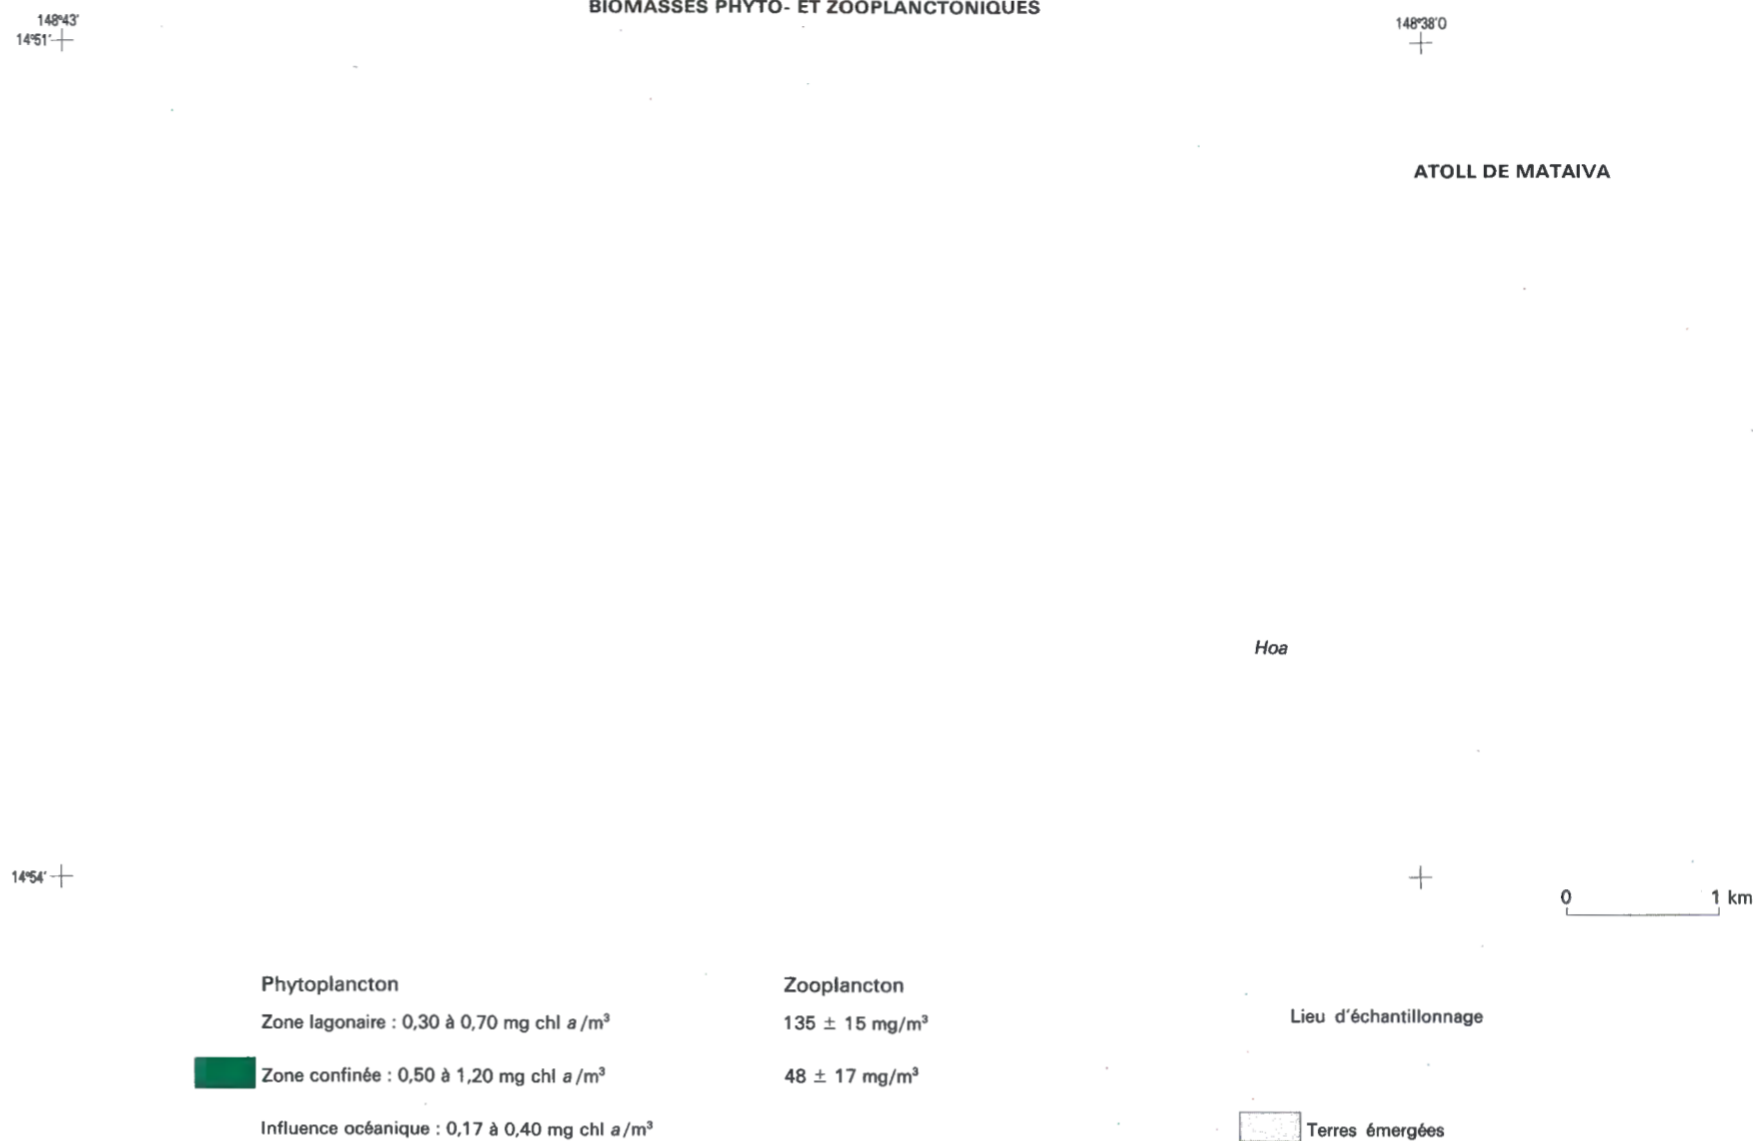 BIOMASSES PHYTO- ET ZOOPLANCTONIQUES
148°43'
148°38'O
14°51'
ATOLL DE MATAIVA
Hoa
14°54'
0 1 km
Phytoplancton Zooplancton
Zone lagonaire : 0,30 à 0,70 mg chl a/m³ 135 ± 15 mg/m³ Lieu d'échantillonnage
Zone confinée : 0,50 à 1,20 mg chl a/m³ 48 ± 17 mg/m³
Influence océanique : 0,17 à 0,40 mg chl a/m³ Terres émergées